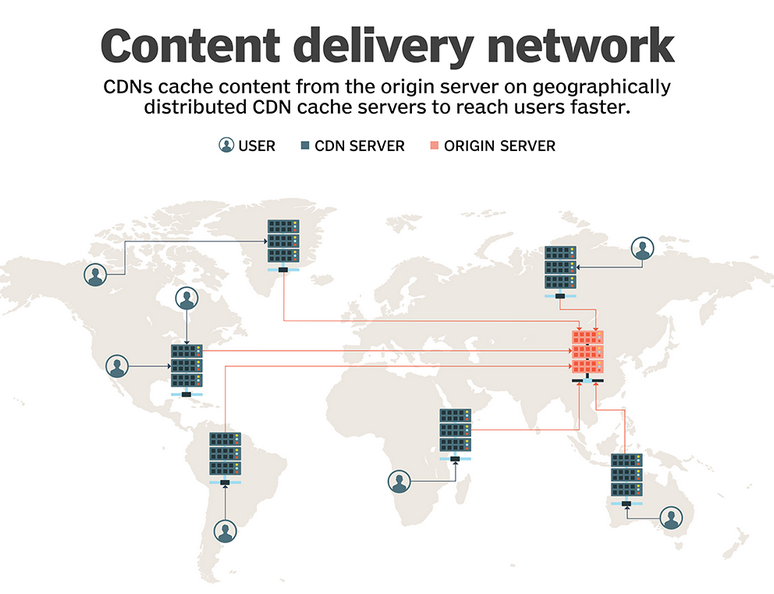 Content delivery network
CDNs cache content from the origin server on geographically
distributed CDN cache servers to reach users faster.
USER CDN SERVER ORIGIN SERVER